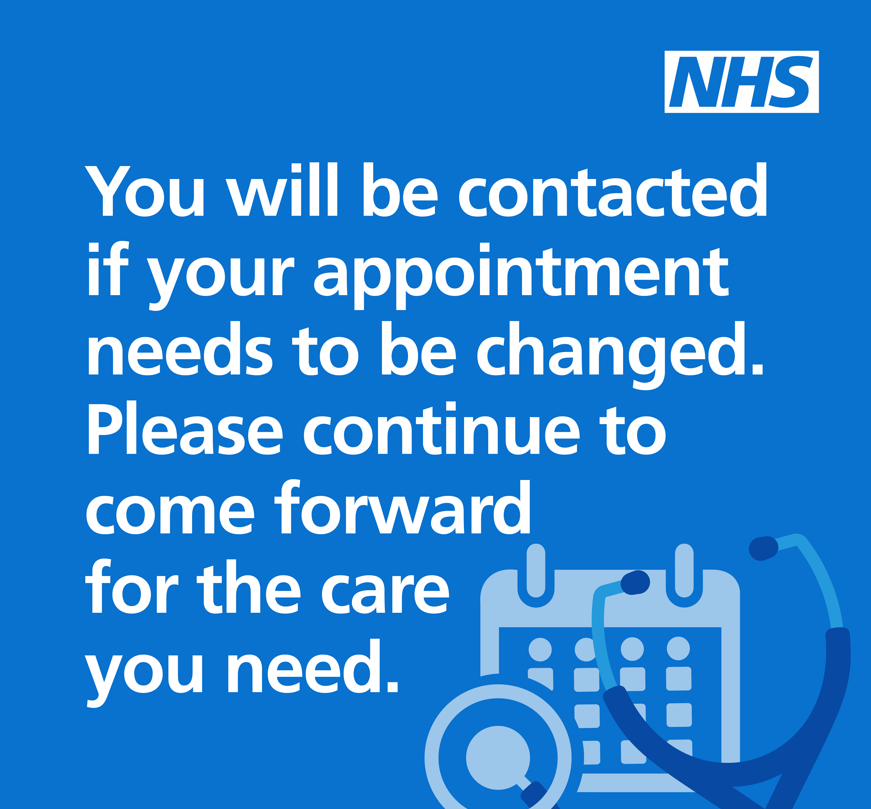 NHS
You will be contacted
if your appointment
needs to be changed.
Please continue to
come forward
for the care
you need.